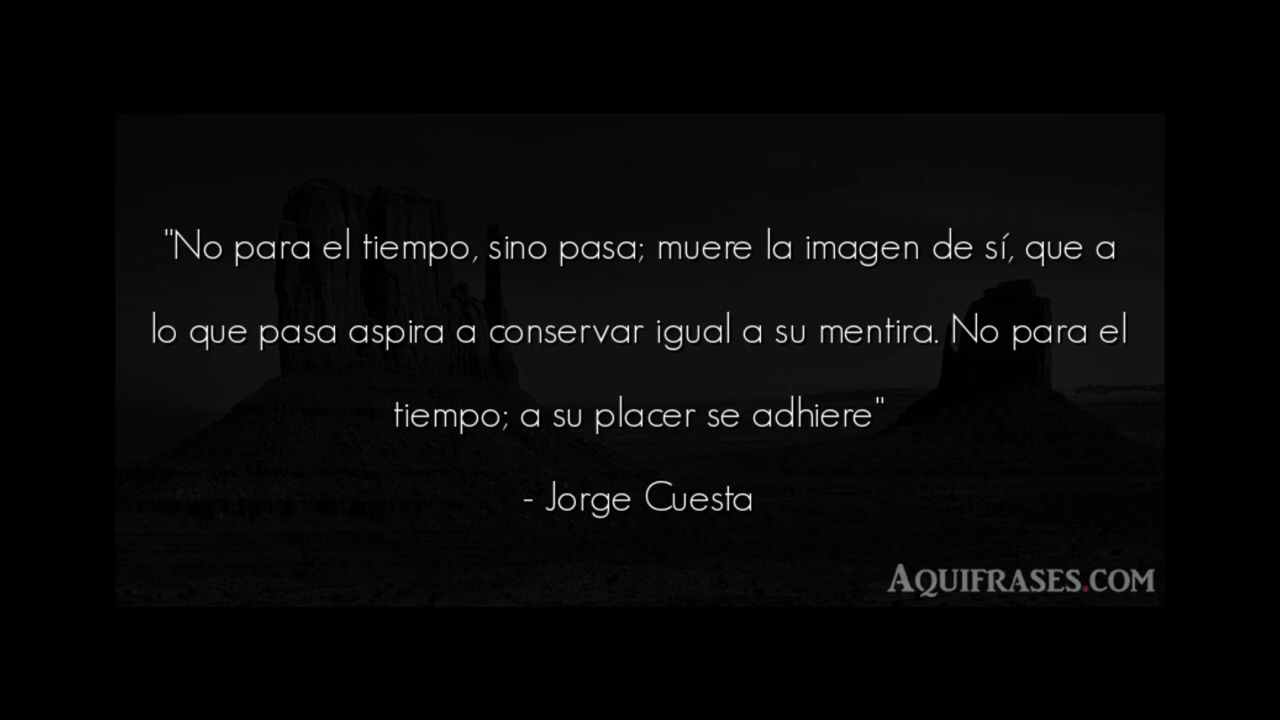 "No para el tiempo, sino pasa; muere la imagen de sí, que a
lo que pasa aspira a conservar igual a su mentira. No para el
tiempo; a su placer se adhiere"
- Jorge Cuesta
AQUIFRASES.COM